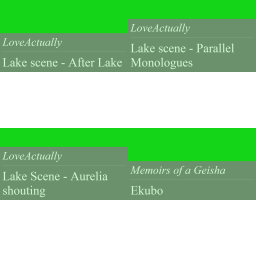 LoveActually
Lake scene - After Lake
LoveActually
Lake scene - Parallel
Monologues
LoveActually
Lake Scene - Aurelia
shouting
Memoirs of a Geisha
Ekubo